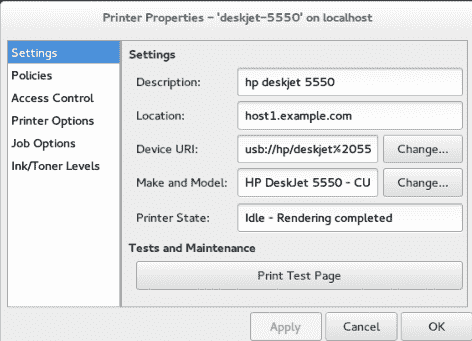 Printer Properties - 'deskjet-5550' on localhost
Settings
Policies
Access Control
Printer Options
Job Options
Ink/Toner Levels
Settings
Description: hp deskjet 5550
Location: host1.example.com
Device URI: usb://hp/deskjet%2055 Change...
Make and Model: HP DeskJet 5550 - CU Change...
Printer State: Idle - Rendering completed
Tests and Maintenance
Print Test Page
Apply Cancel OK